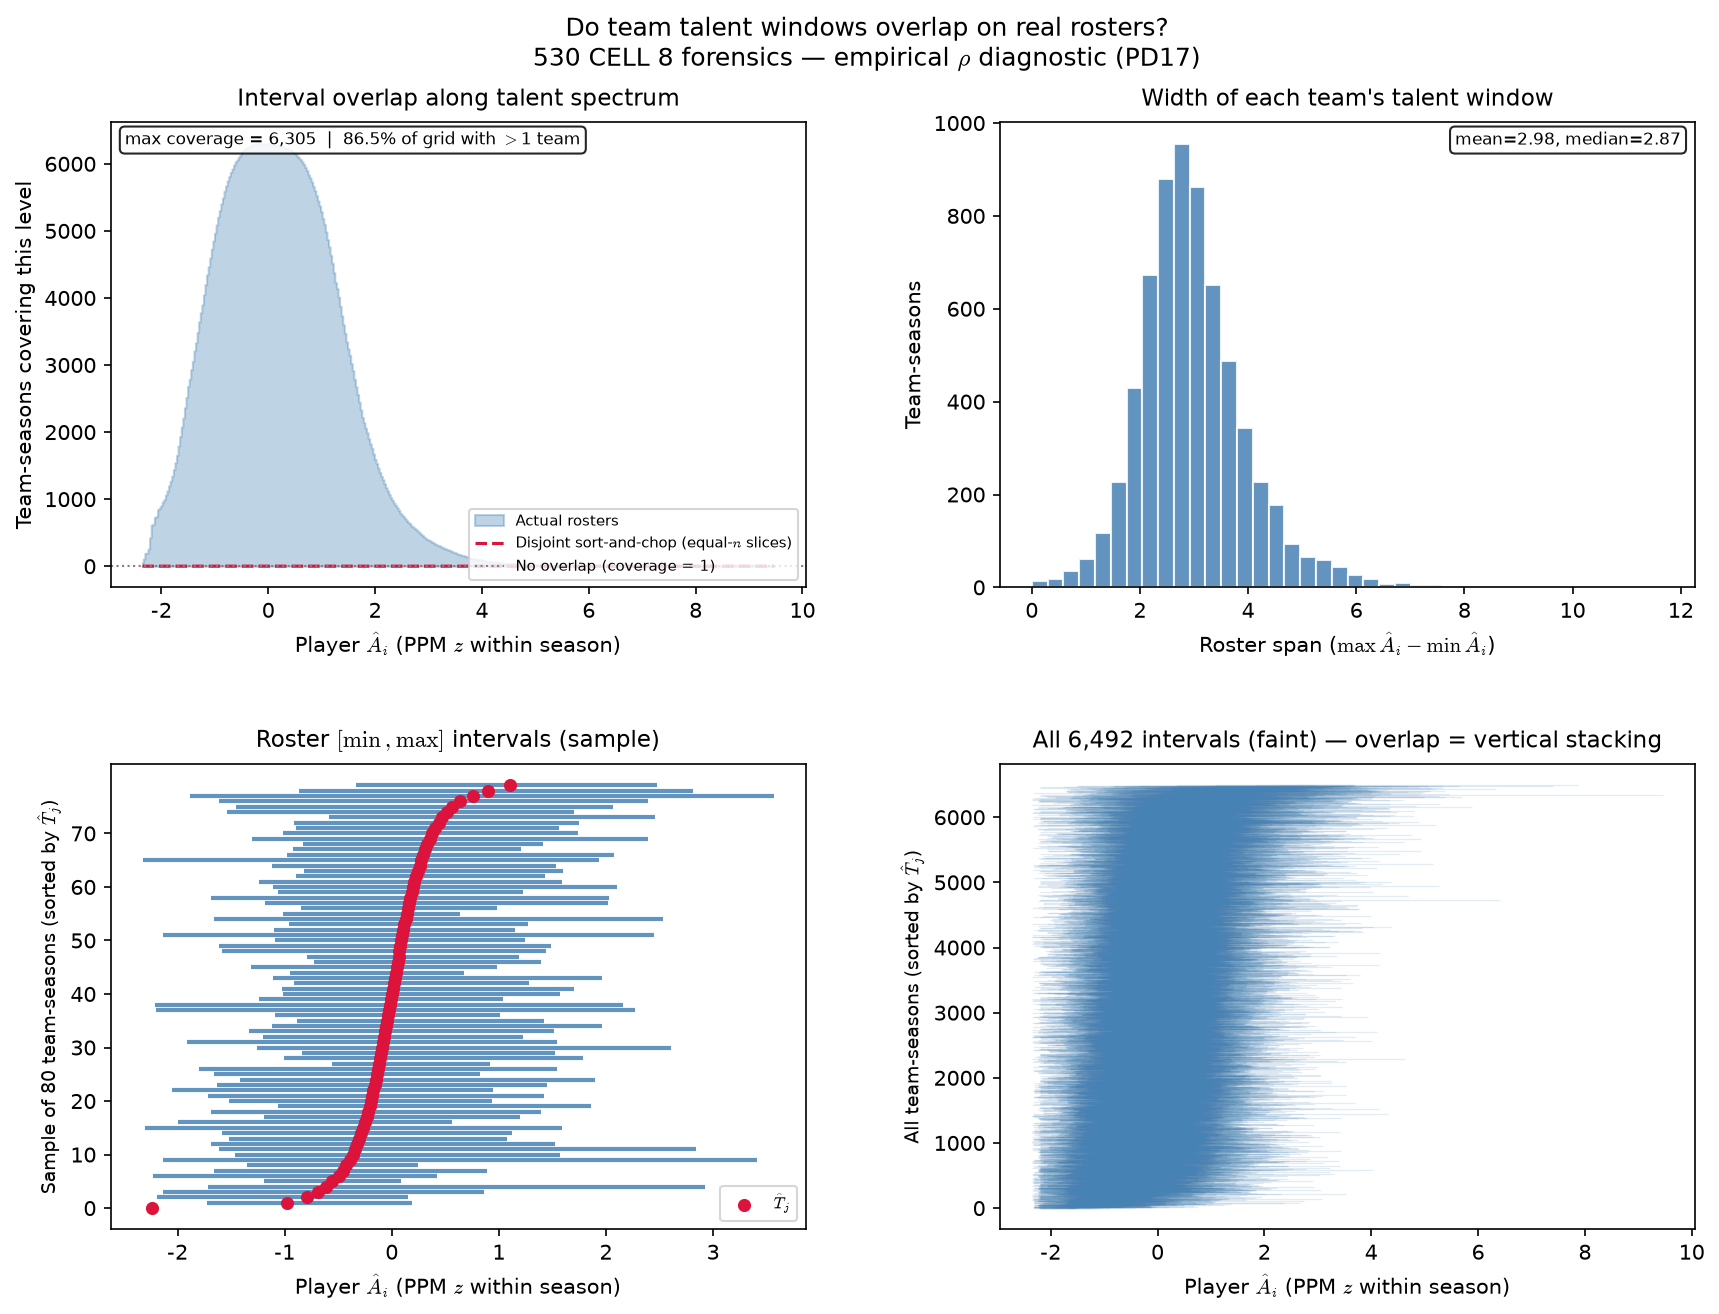 Do team talent windows overlap on real rosters?
530 CELL 8 forensics — empirical ρ diagnostic (PD17)
Interval overlap along talent spectrum
max coverage = 6,305 | 86.5% of grid with > 1 team
Team-seasons covering this level
6000
5000
4000
3000
2000
1000
0
Actual rosters
Disjoint sort-and-chop (equal-n slices)
No overlap (coverage = 1)
-2 0 2 4 6 8 10
Player Â_i (PPM z within season)
Width of each team's talent window
mean=2.98, median=2.87
Team-seasons
1000
800
600
400
200
0
0 2 4 6 8 10 12
Roster span (max Â_i − min Â_i)
Roster [min , max] intervals (sample)
Sample of 80 team-seasons (sorted by T̂_j)
70
60
50
40
30
20
10
0
T̂_j
-2 -1 0 1 2 3
Player Â_i (PPM z within season)
All 6,492 intervals (faint) — overlap = vertical stacking
All team-seasons (sorted by T̂_j)
6000
5000
4000
3000
2000
1000
0
-2 0 2 4 6 8 10
Player Â_i (PPM z within season)